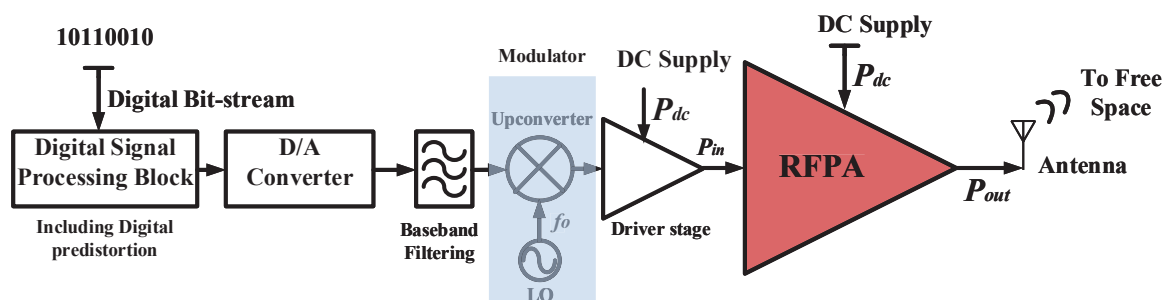 10110010
Digital Bit-stream
Digital Signal
Processing Block
Including Digital
predistortion
D/A
Converter
Baseband
Filtering
Modulator
Upconverter
fo
LO
DC Supply
Pdc
Driver stage
Pin
DC Supply
Pdc
RFPA
Pout
To Free
Space
Antenna